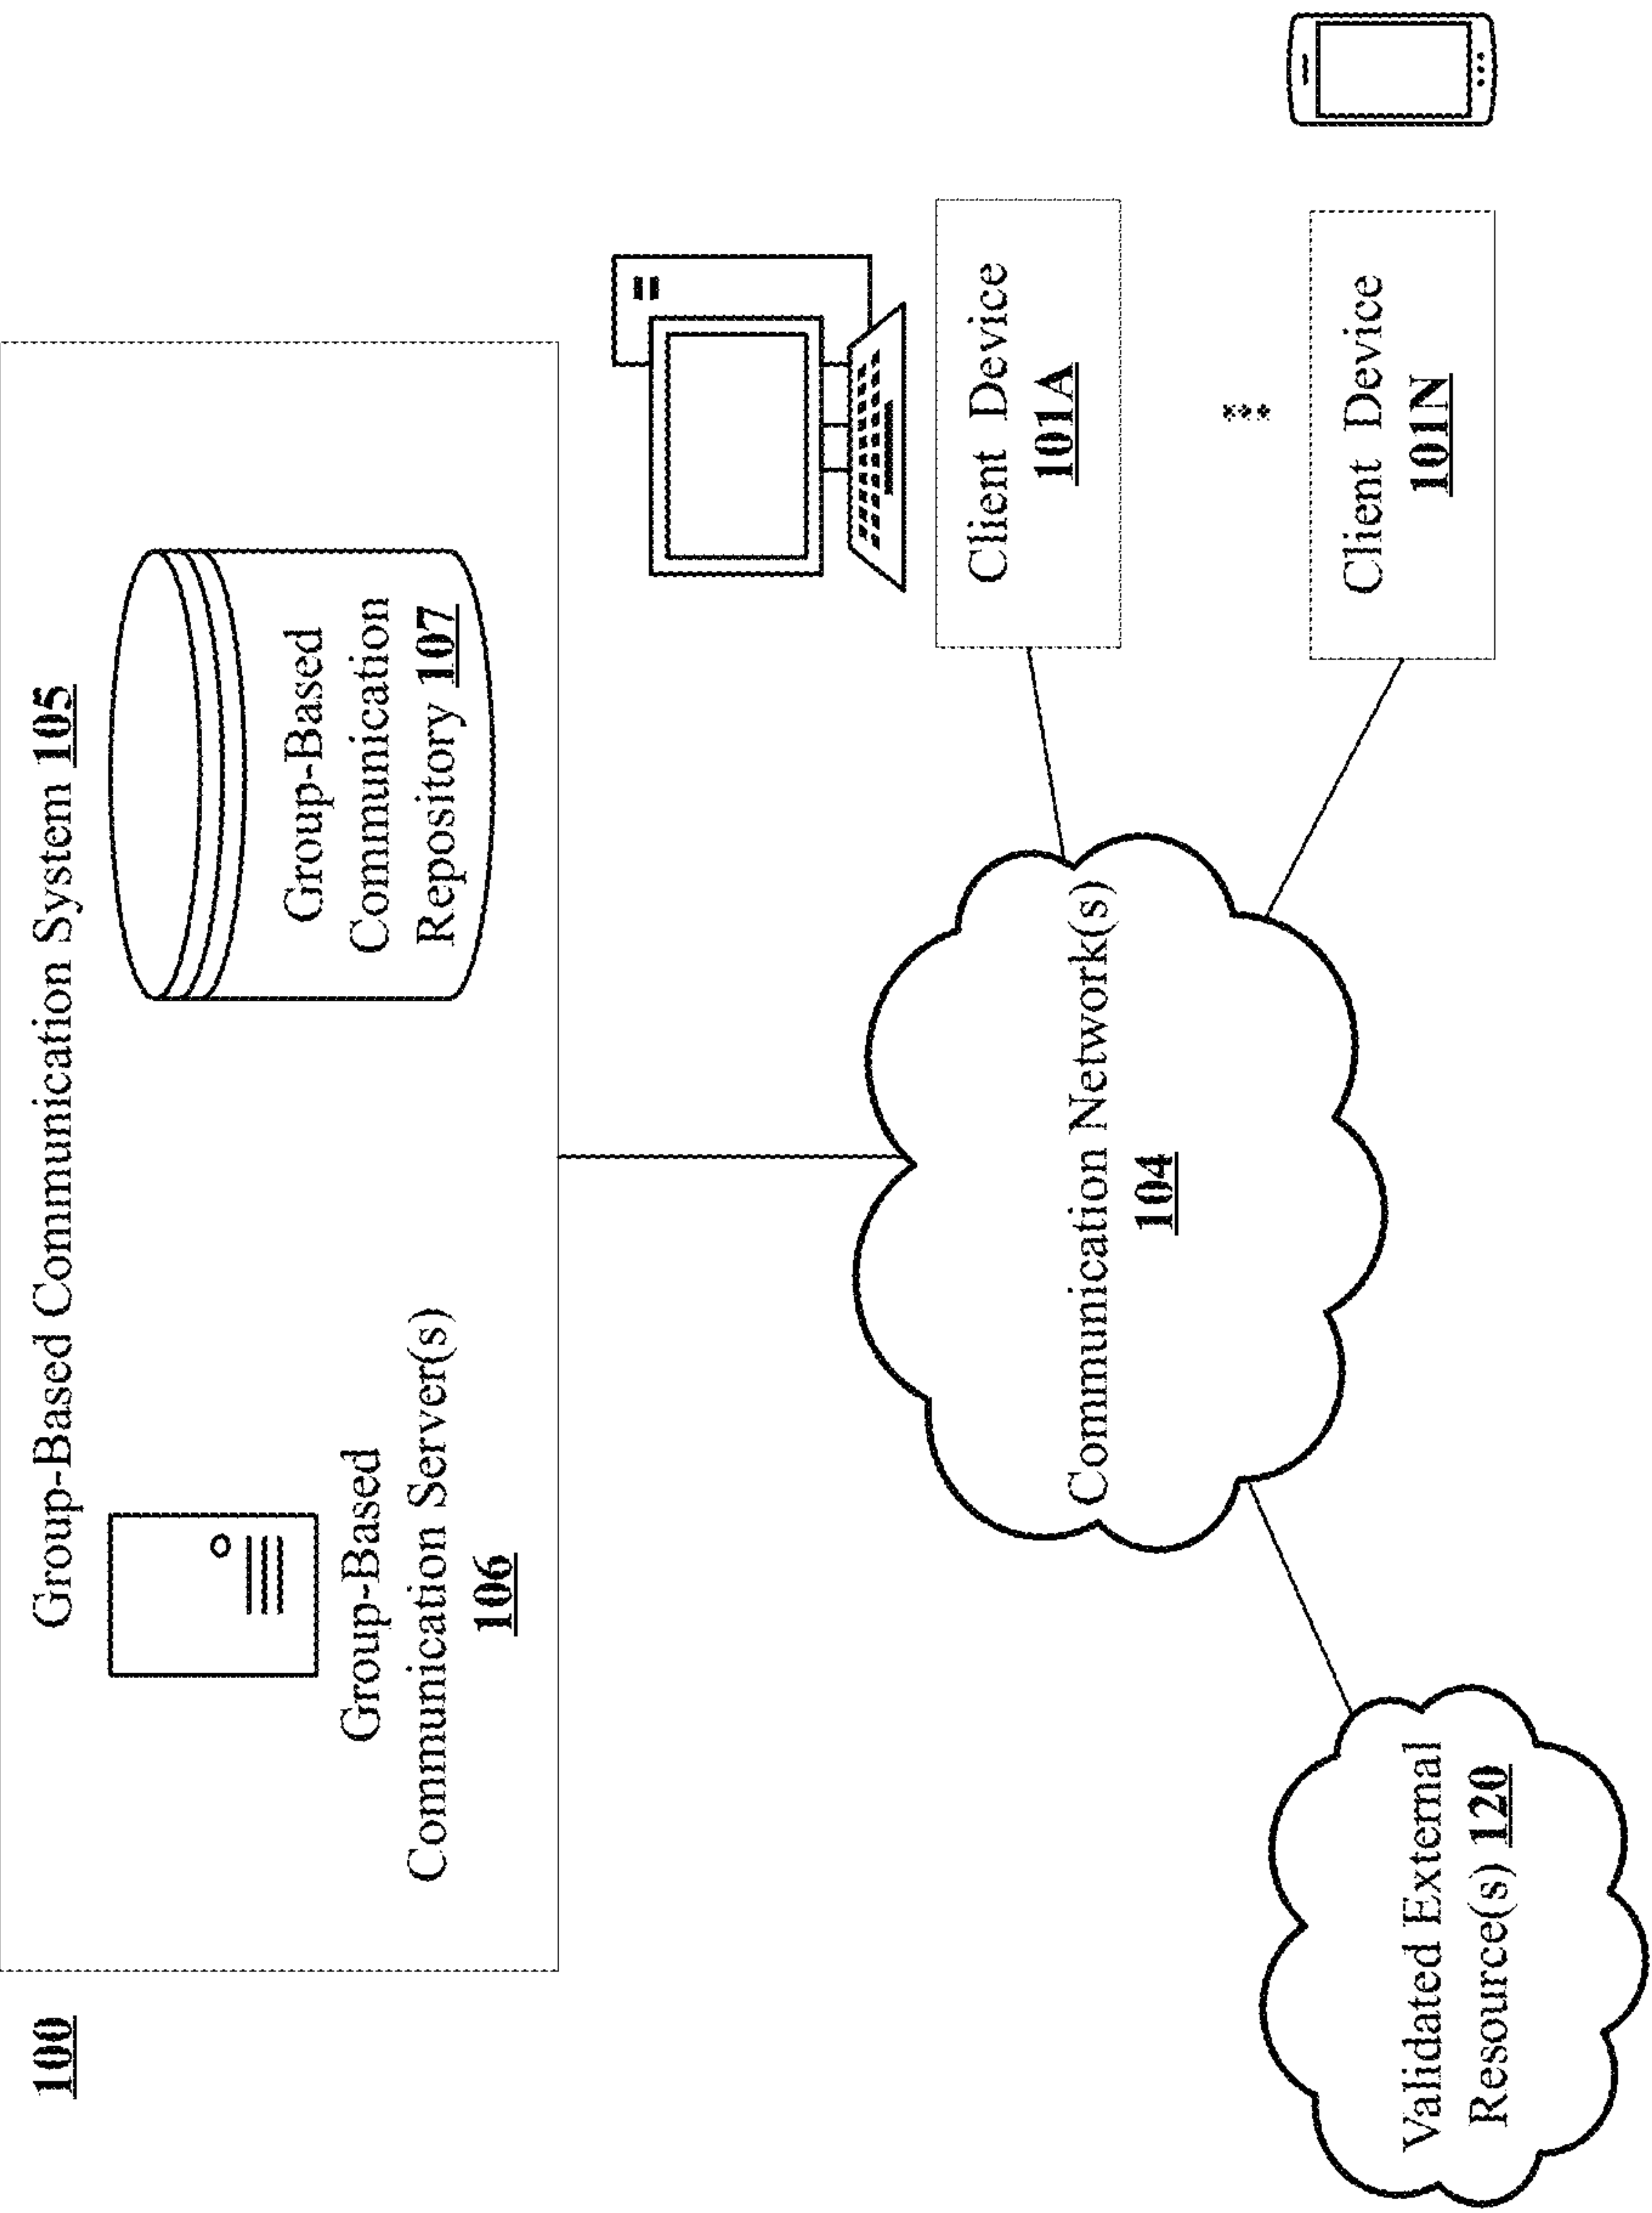 100
Group-Based Communication System 105
Group-Based
Communication Server(s)
106
Group-Based
Communication
Repository 107
Communication Network(s)
104
Client Device
101A
Client Device
101N
Validated External
Resource(s) 120